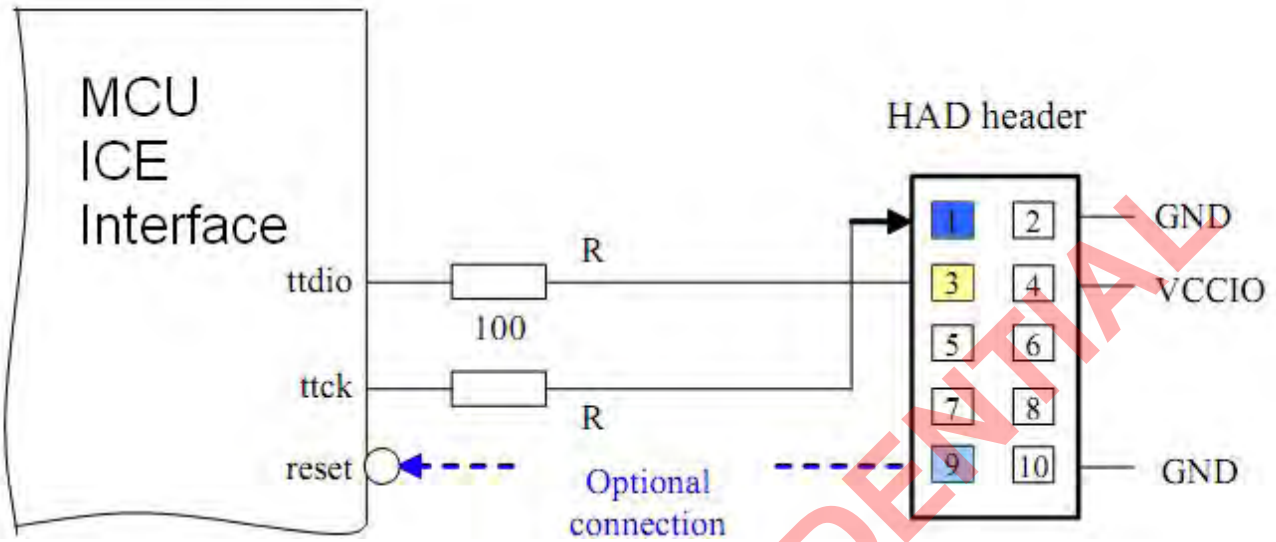 MCU
ICE
Interface
HAD header
1
2
GND
ttdio
R
3
4
VCCIO
100
5
6
ttck
R
7
8
reset
Optional
connection
9
10
GND
DENTIAL